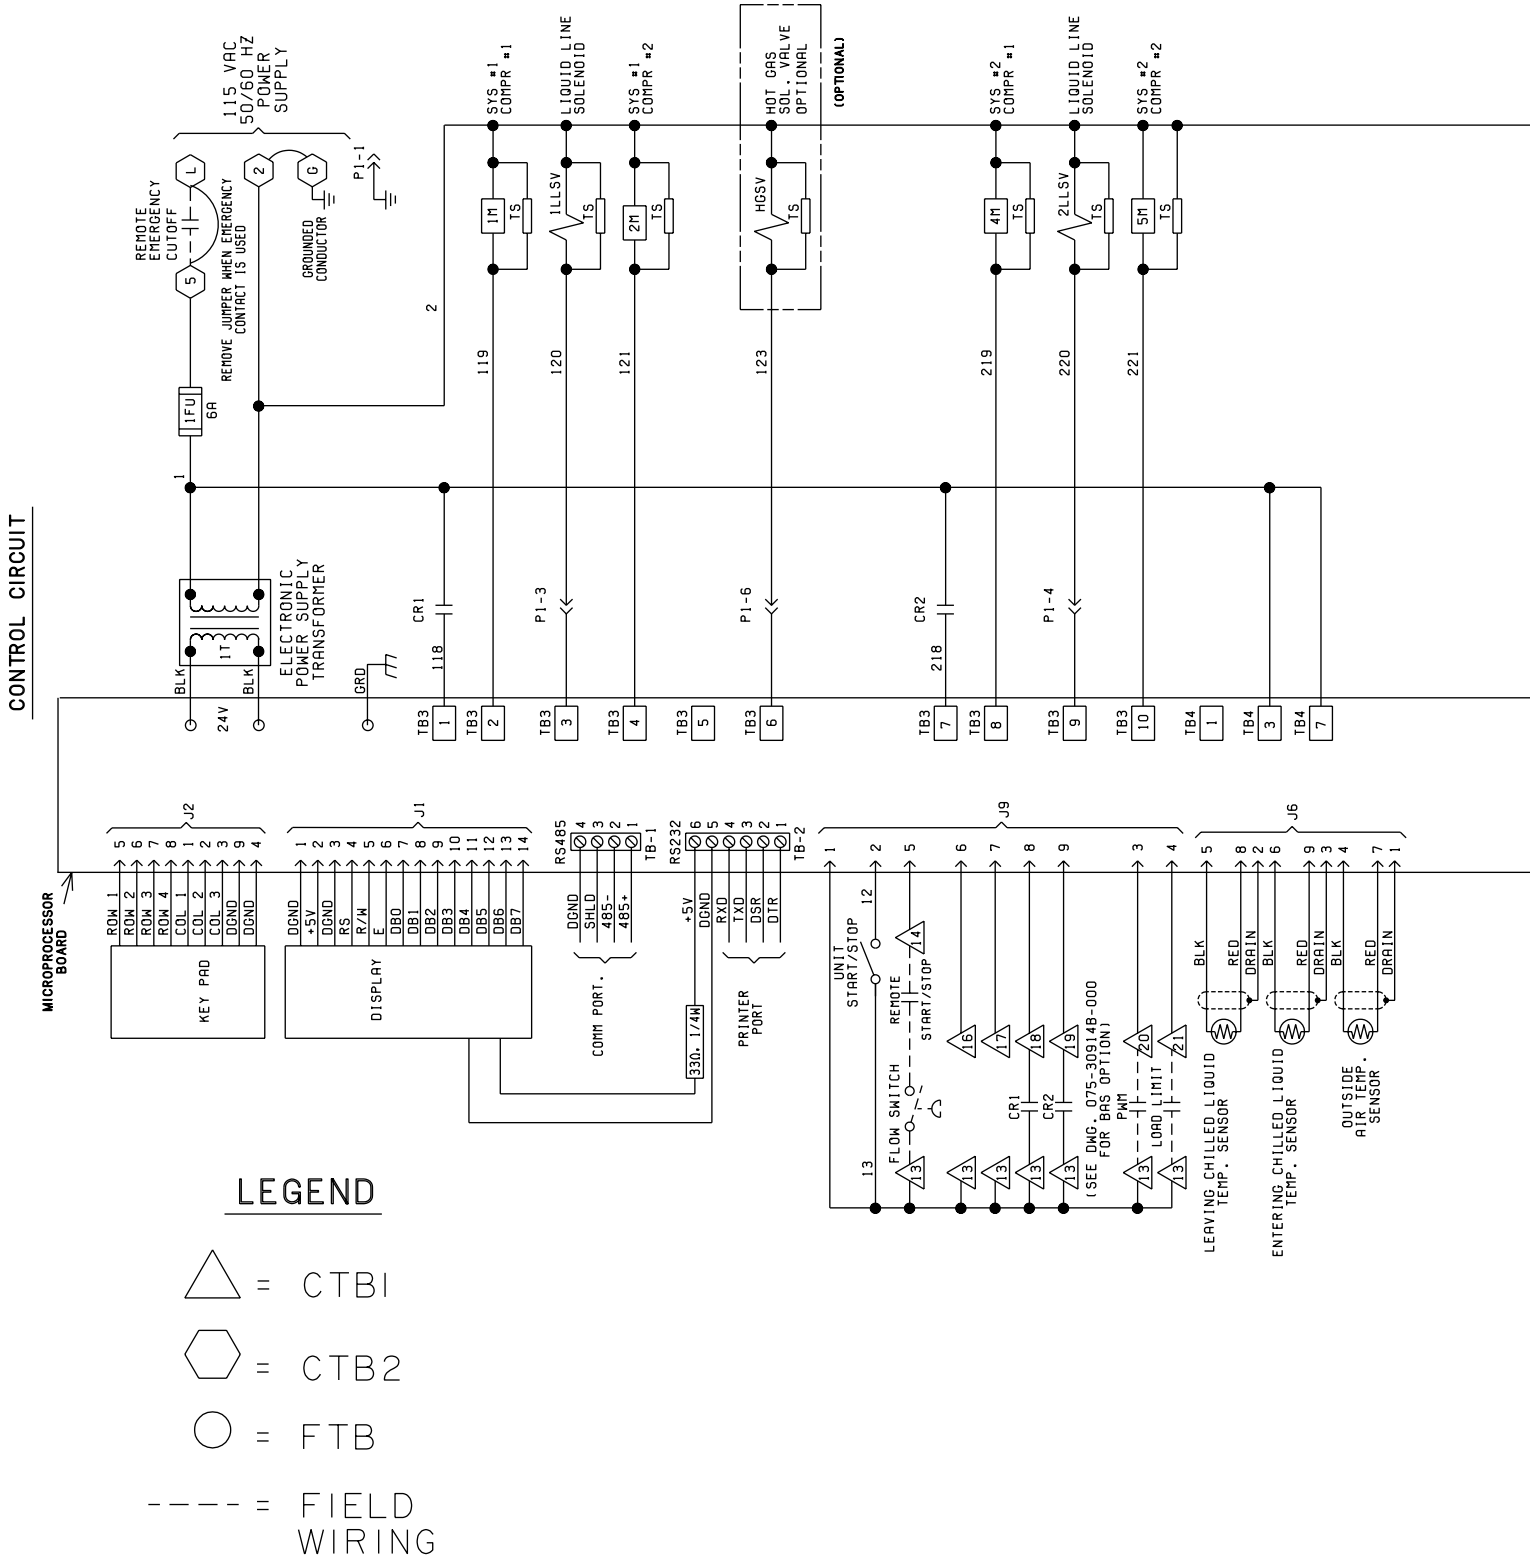 CONTROL CIRCUIT
115 VAC
50/60 HZ
POWER
SUPPLY
REMOTE
EMERGENCY
CUTOFF
L
5
2
G
P1-1
REMOVE JUMPER WHEN EMERGENCY
CONTACT IS USED
GROUNDED
CONDUCTOR
1FU
6A
1
2
SYS #1
COMPR #1
1M
TS
119
LIQUID LINE
SOLENOID
1LLSV
TS
120
SYS #1
COMPR #2
2M
TS
121
HOT GAS
SOL. VALVE
OPTIONAL
(OPTIONAL)
HGSV
TS
123
SYS #2
COMPR #1
4M
TS
219
LIQUID LINE
SOLENOID
2LLSV
TS
220
SYS #2
COMPR #2
5M
TS
221
ELECTRONIC
POWER SUPPLY
TRANSFORMER
1T
BLK
BLK
24V
GRD
CR1
118
P1-3
P1-6
CR2
218
P1-4
TB3
1
TB3
2
TB3
3
TB3
4
TB3
5
TB3
6
TB3
7
TB3
8
TB3
9
TB3
10
TB4
1
TB4
3
TB4
7
MICROPROCESSOR
BOARD
J2
5
6
7
8
1
2
3
9
4
ROW 1
ROW 2
ROW 3
ROW 4
COL 1
COL 2
COL 3
DGND
DGND
KEY PAD
J1
1
2
3
4
5
6
7
8
9
10
11
12
13
14
DGND
+5V
DGND
RS
R/W
E
DB0
DB1
DB2
DB3
DB4
DB5
DB6
DB7
DISPLAY
RS485
4
3
2
1
TB-1
DGND
SHLD
485-
485+
COMM PORT.
RS232
6
5
4
3
2
1
TB-2
+5V
DGND
RXD
TXD
DSR
DTR
33Ω. 1/4W
PRINTER
PORT
J9
1
2
5
6
7
8
9
3
4
12
UNIT
START/STOP
13
14
REMOTE
START/STOP
FLOW SWITCH
13
16
13
17
13
18
CR1
13
19
CR2
13
(SEE DWG. 075-30914B-000
FOR BAS OPTION)
20
PWM
13
21
LOAD LIMIT
13
J6
5
8
2
6
9
3
4
7
1
BLK
RED
DRAIN
BLK
RED
DRAIN
BLK
RED
DRAIN
LEAVING CHILLED LIQUID
TEMP. SENSOR
ENTERING CHILLED LIQUID
TEMP. SENSOR
OUTSIDE
AIR TEMP.
SENSOR
LEGEND
= CTB1
= CTB2
= FTB
= FIELD
WIRING